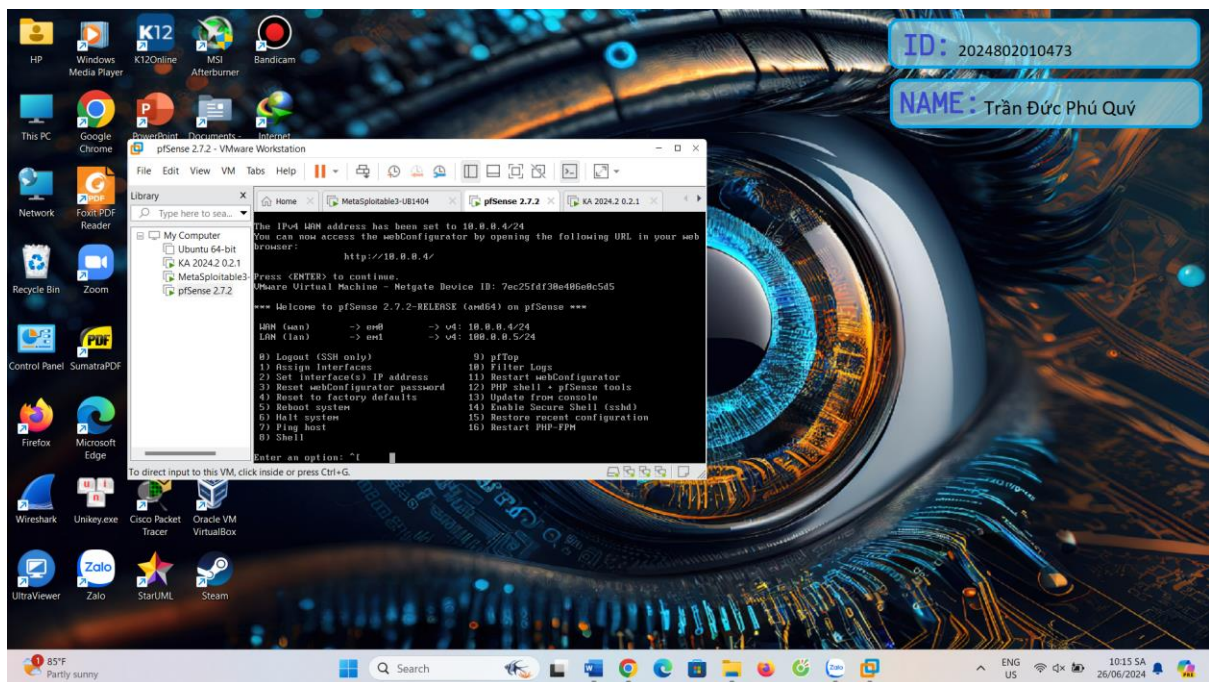 HP
Windows
Media Player
K12
K12Online
MSI
Afterburner
Bandicam
ID: 2024802010473
NAME: Trần Đức Phú Quý
This PC
Google
Chrome
PowerPoint
Documents -
Internet
Network
Foxit PDF
Reader
Recycle Bin
Zoom
Control Panel
SumatraPDF
Firefox
Microsoft
Edge
Wireshark
Unikey.exe
Cisco Packet
Tracer
Oracle VM
VirtualBox
UltraViewer
Zalo
StarUML
Steam
pfSense 2.7.2 - VMware Workstation
File Edit View VM Tabs Help
Library
Type here to sea...
My Computer
Ubuntu 64-bit
KA 2024.2 0.2.1
MetaSploitable3-
pfSense 2.7.2
Home MetaSploitable3-UB1404 pfSense 2.7.2 KA 2024.2 0.2.1
The IPv4 WAN address has been set to 10.0.0.4/24
You can now access the webConfigurator by opening the following URL in your web
browser:
http://10.0.0.4/
Press <ENTER> to continue.
VMware Virtual Machine - Netgate Device ID: 7ec25fdf30e406e0c5d5
*** Welcome to pfSense 2.7.2-RELEASE (amd64) on pfSense ***
WAN (wan) -> em0 -> v4: 10.0.0.4/24
LAN (lan) -> em1 -> v4: 100.0.0.5/24
0) Logout (SSH only) 9) pfTop
1) Assign Interfaces 10) Filter Logs
2) Set interface(s) IP address 11) Restart webConfigurator
3) Reset webConfigurator password 12) PHP shell + pfSense tools
4) Reset to factory defaults 13) Update from console
5) Reboot system 14) Enable Secure Shell (sshd)
6) Halt system 15) Restore recent configuration
7) Ping host 16) Restart PHP-FPM
8) Shell
Enter an option: ^[
To direct input to this VM, click inside or press Ctrl+G.
85°F
Partly sunny
Search
ENG
US
10:15 SA
26/06/2024